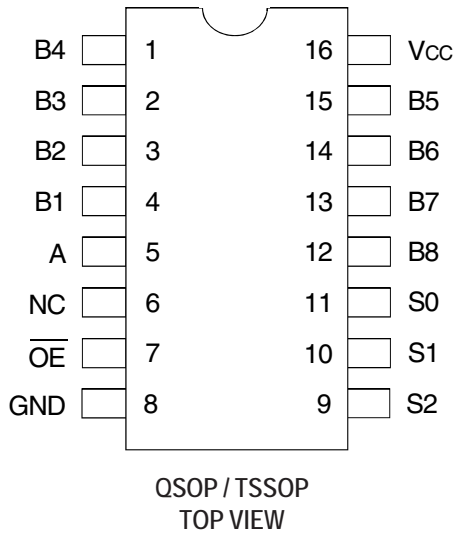 B4 1 16 Vcc
B3 2 15 B5
B2 3 14 B6
B1 4 13 B7
A 5 12 B8
NC 6 11 S0
O̅E̅ 7 10 S1
GND 8 9 S2
QSOP / TSSOP
TOP VIEW